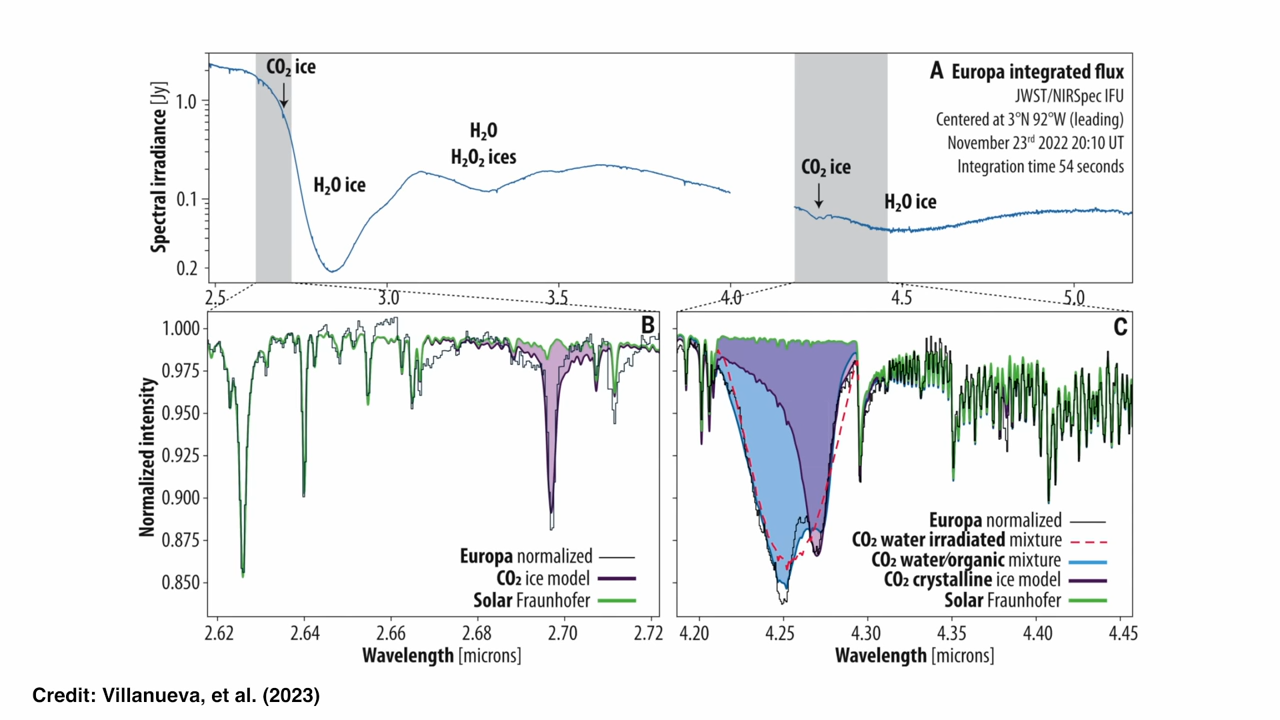 A Europa integrated flux
JWST/NIRSpec IFU
Centered at 3°N 92°W (leading)
November 23rd 2022 20:10 UT
Integration time 54 seconds
CO₂ ice
H₂O ice
H₂O
H₂O₂ ices
CO₂ ice
H₂O ice
Spectral irradiance [Jy]
1.0
0.1
0.2
2.5 3.0 3.5 4.0 4.5 5.0
B
Normalized intensity
1.000
0.975
0.950
0.925
0.900
0.875
0.850
Europa normalized
CO₂ ice model
Solar Fraunhofer
2.62 2.64 2.66 2.68 2.70 2.72
Wavelength [microns]
C
Europa normalized
CO₂ water irradiated mixture
CO₂ water/organic mixture
CO₂ crystalline ice model
Solar Fraunhofer
4.20 4.25 4.30 4.35 4.40 4.45
Wavelength [microns]
Credit: Villanueva, et al. (2023)